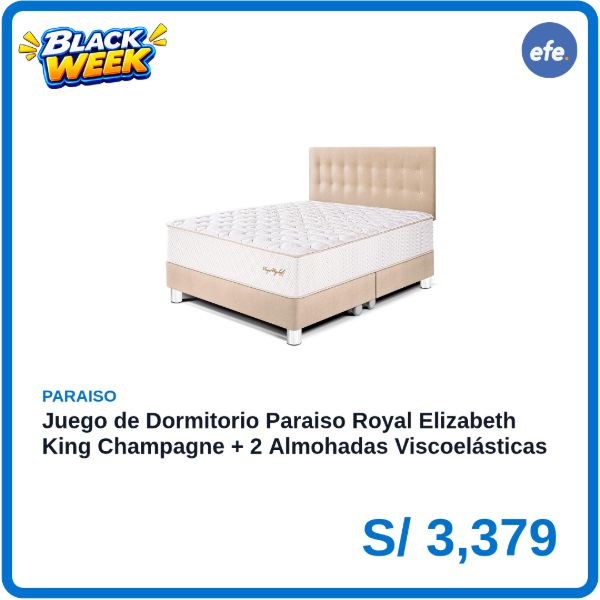 BLACK
WEEK
efe.
PARAISO
Juego de Dormitorio Paraiso Royal Elizabeth
King Champagne + 2 Almohadas Viscoelásticas
S/ 3,379